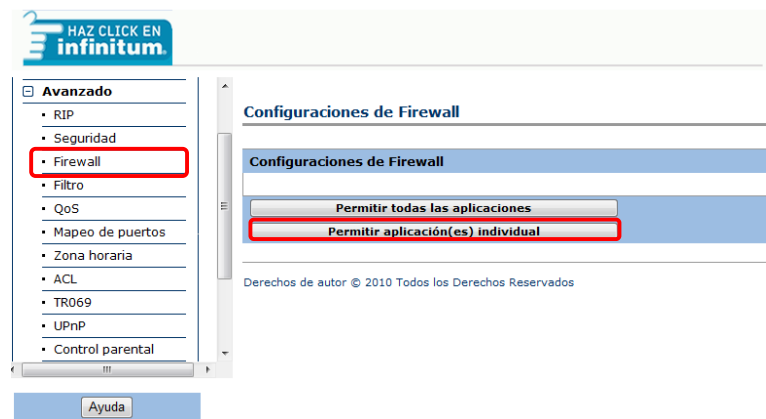 HAZ CLICK EN
infinitum.
Avanzado
RIP
Seguridad
Firewall
Filtro
QoS
Mapeo de puertos
Zona horaria
ACL
TR069
UPnP
Control parental
Ayuda
Configuraciones de Firewall
Configuraciones de Firewall
Permitir todas las aplicaciones
Permitir aplicación(es) individual
Derechos de autor © 2010 Todos los Derechos Reservados